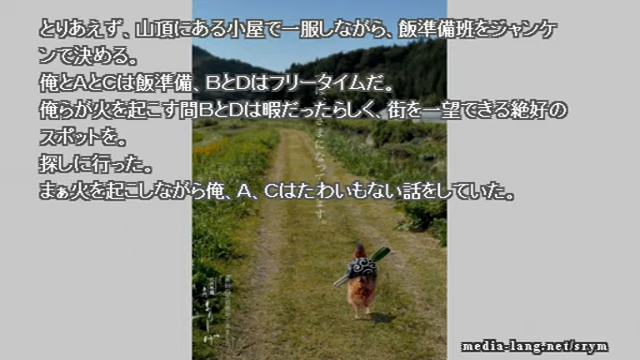 とりあえず、山頂にある小屋で一服しながら、飯準備班をジャンケ
ンで決める。
俺とAとCは飯準備、BとDはフリータイムだ。
俺らが火を起こす間BとDは暇だったらしく、街を一望できる絶好の
スポットを。
探しに行った。
まぁ火を起こしながら俺、A、Cはたわいもない話をしていた。
media-lang-net/srym